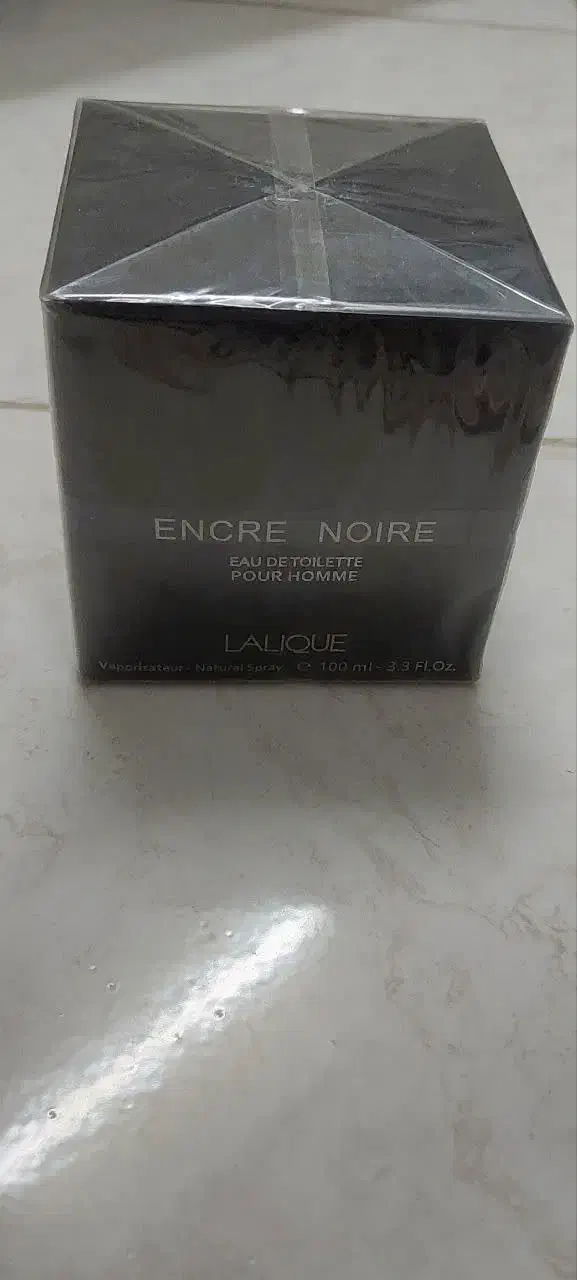 ENCRE NOIRE
EAU DE TOILETTE
POUR HOMME
LALIQUE
Vaporisateur - Natural Spray ℮ 100 ml - 3.3 Fl.Oz.